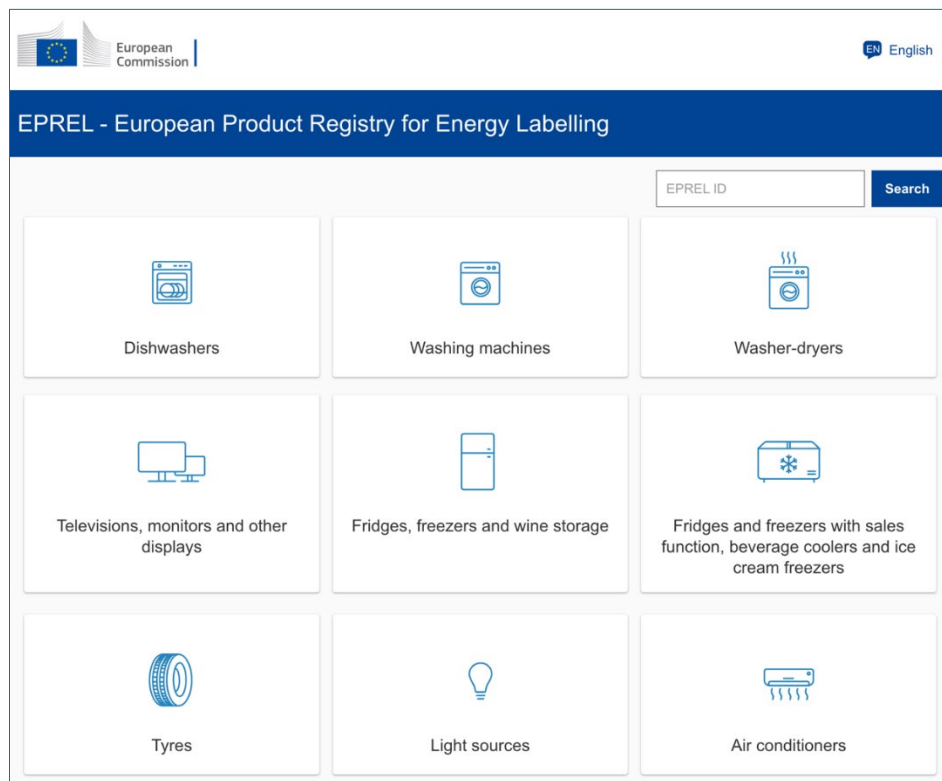 European
Commission
EN English
EPREL - European Product Registry for Energy Labelling
EPREL ID
Search
Dishwashers
Washing machines
Washer-dryers
Televisions, monitors and other
displays
Fridges, freezers and wine storage
Fridges and freezers with sales
function, beverage coolers and ice
cream freezers
Tyres
Light sources
Air conditioners